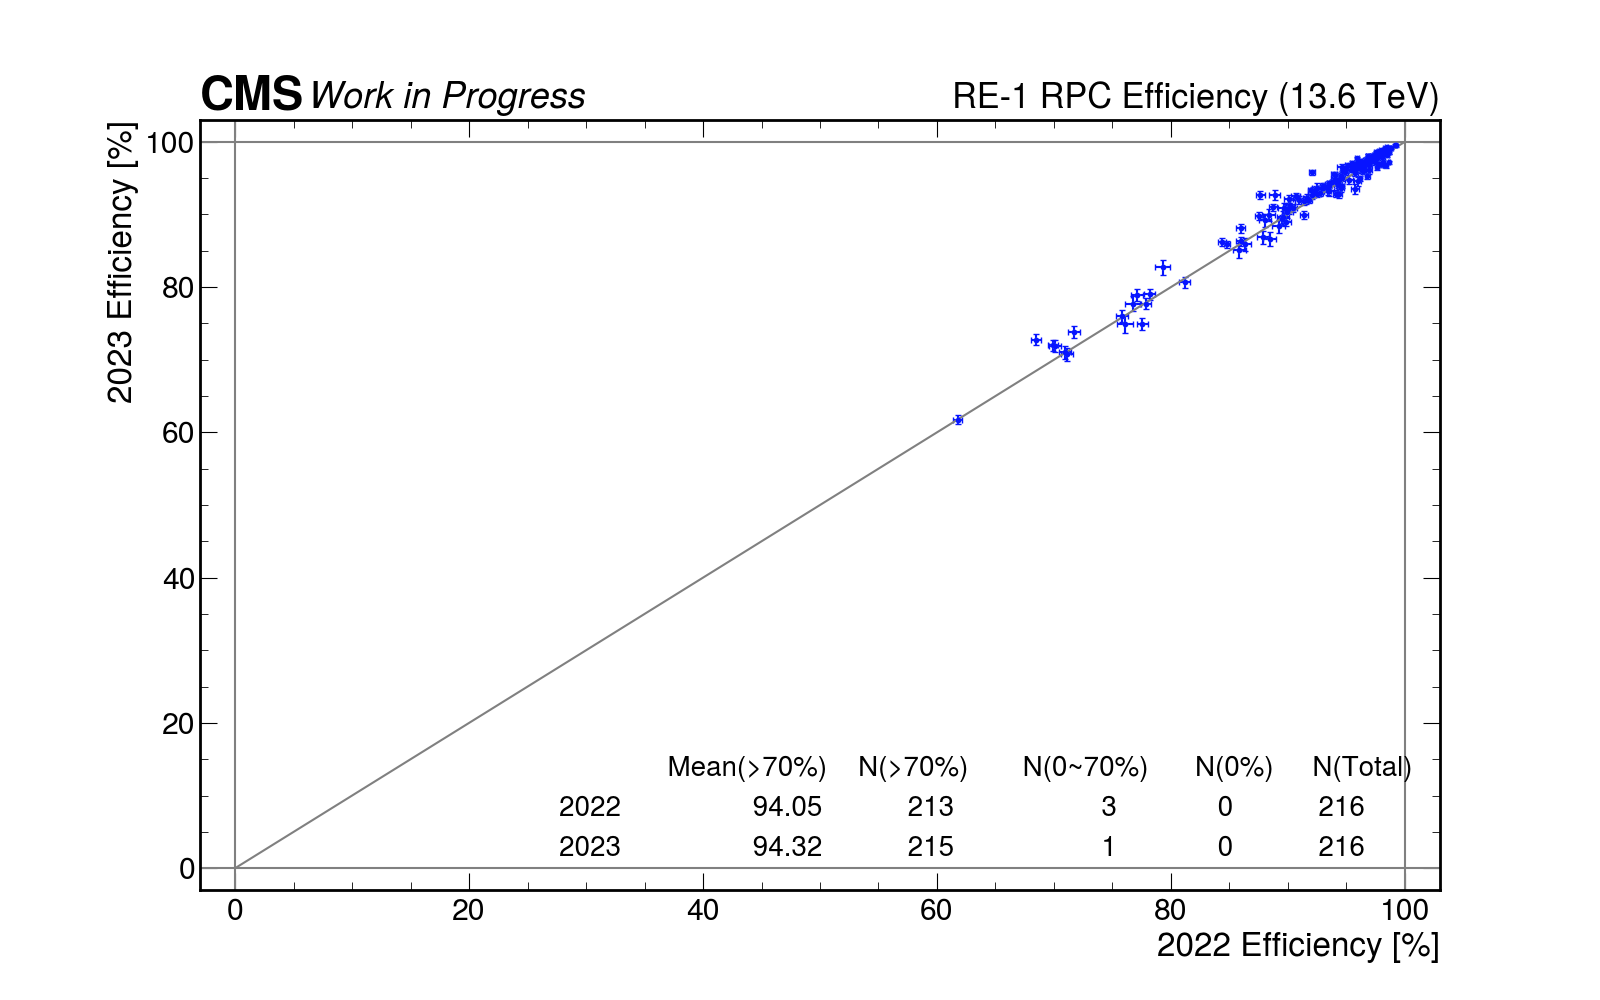 CMS Work in Progress RE-1 RPC Efficiency (13.6 TeV)
2023 Efficiency [%]
100
80
60
40
20
0
Mean(>70%) N(>70%) N(0~70%) N(0%) N(Total)
2022 94.05 213 3 0 216
2023 94.32 215 1 0 216
0 20 40 60 80 100
2022 Efficiency [%]